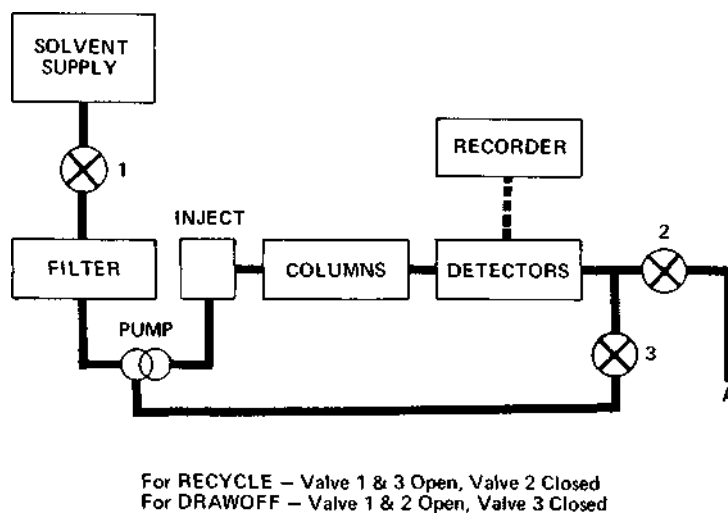 SOLVENT
SUPPLY
1
RECORDER
INJECT
2
FILTER
COLUMNS
DETECTORS
PUMP
3
A
For RECYCLE – Valve 1 & 3 Open, Valve 2 Closed
For DRAWOFF – Valve 1 & 2 Open, Valve 3 Closed